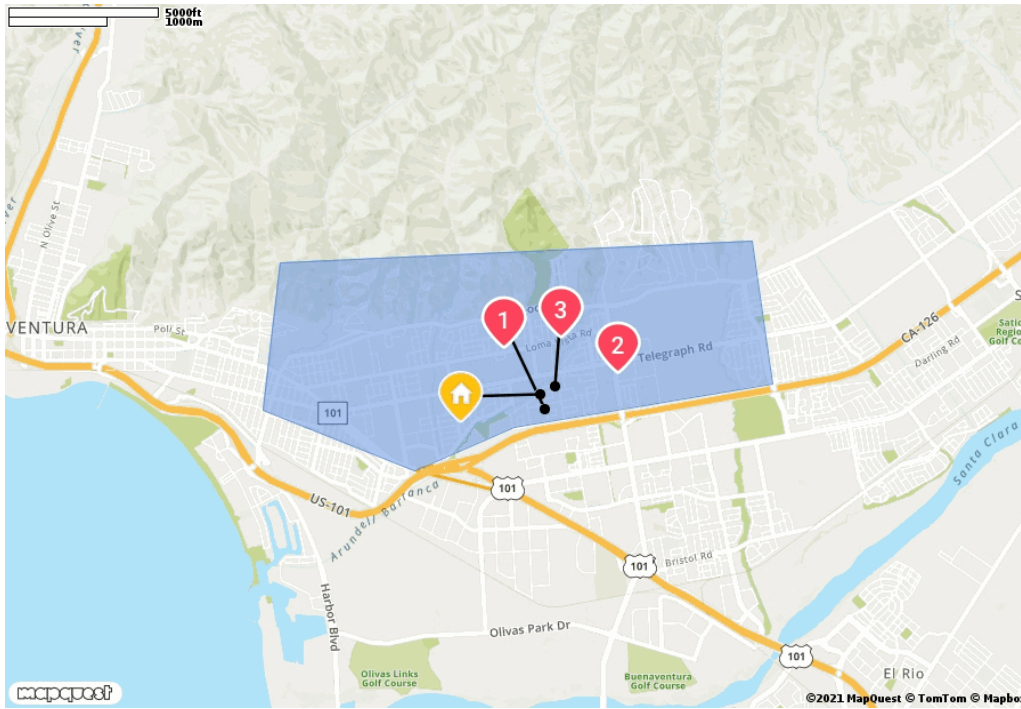 5000ft
1000m
N Olive St
VENTURA
Poli St
101
1
3
2
Loma Vista Rd
Telegraph Rd
CA-126
Darling Rd
US-101
Arundell Barranca
101
Harbor Blvd
101
Bristol Rd
Santa Clara
Olivas Park Dr
101
Olivas Links
Golf Course
Buenaventura
Golf Course
El Rio
mapquest
©2021 MapQuest © TomTom © Mapbo